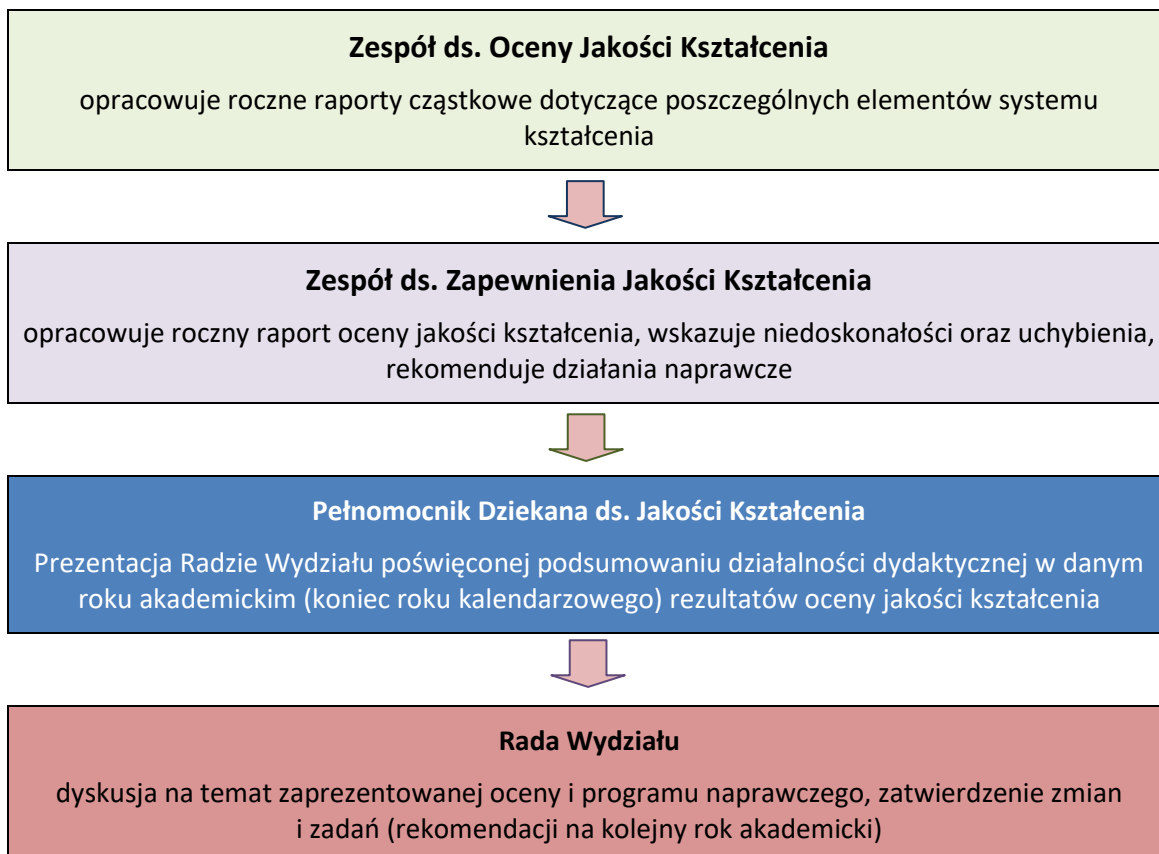 Zespół ds. Oceny Jakości Kształcenia
opracowuje roczne raporty cząstkowe dotyczące poszczególnych elementów systemu
kształcenia
Zespół ds. Zapewnienia Jakości Kształcenia
opracowuje roczny raport oceny jakości kształcenia, wskazuje niedoskonałości oraz uchybienia,
rekomenduje działania naprawcze
Pełnomocnik Dziekana ds. Jakości Kształcenia
Prezentacja Radzie Wydziału poświęconej podsumowaniu działalności dydaktycznej w danym
roku akademickim (koniec roku kalendarzowego) rezultatów oceny jakości kształcenia
Rada Wydziału
dyskusja na temat zaprezentowanej oceny i programu naprawczego, zatwierdzenie zmian
i zadań (rekomendacji na kolejny rok akademicki)